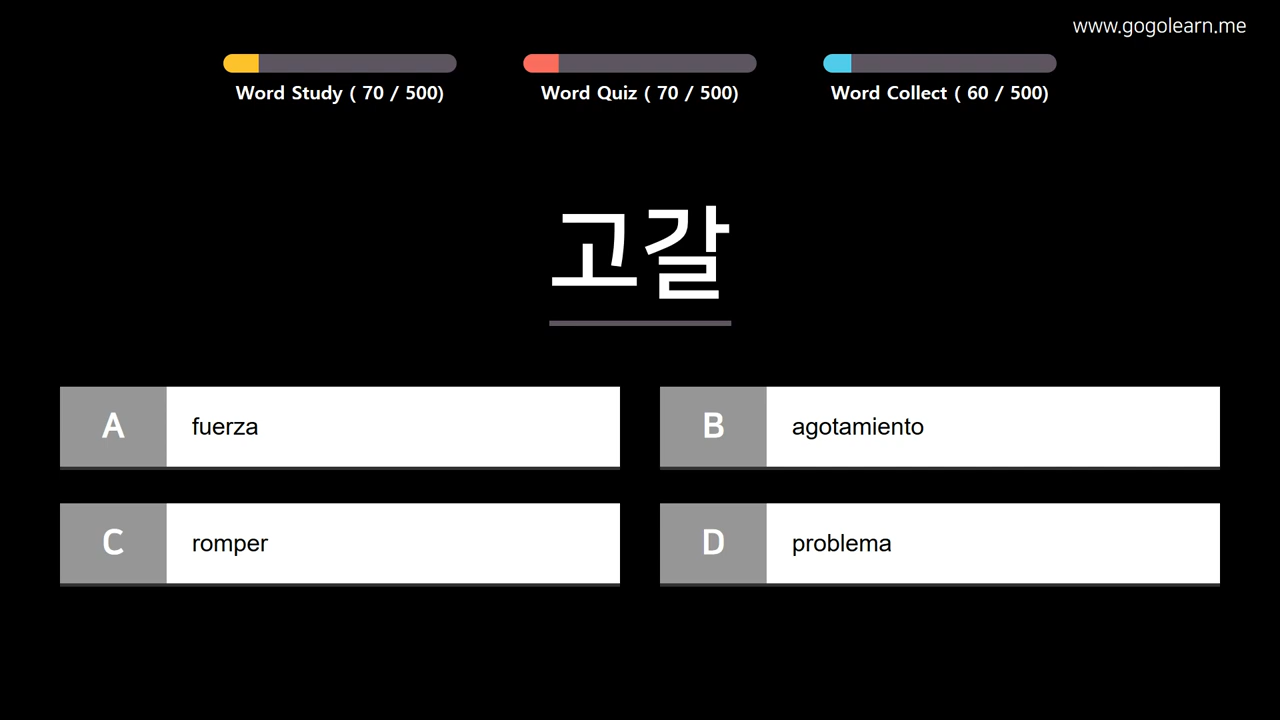 www.gogolearn.me
Word Study ( 70 / 500)
Word Quiz ( 70 / 500)
Word Collect ( 60 / 500)
고갈
A fuerza
B agotamiento
C romper
D problema